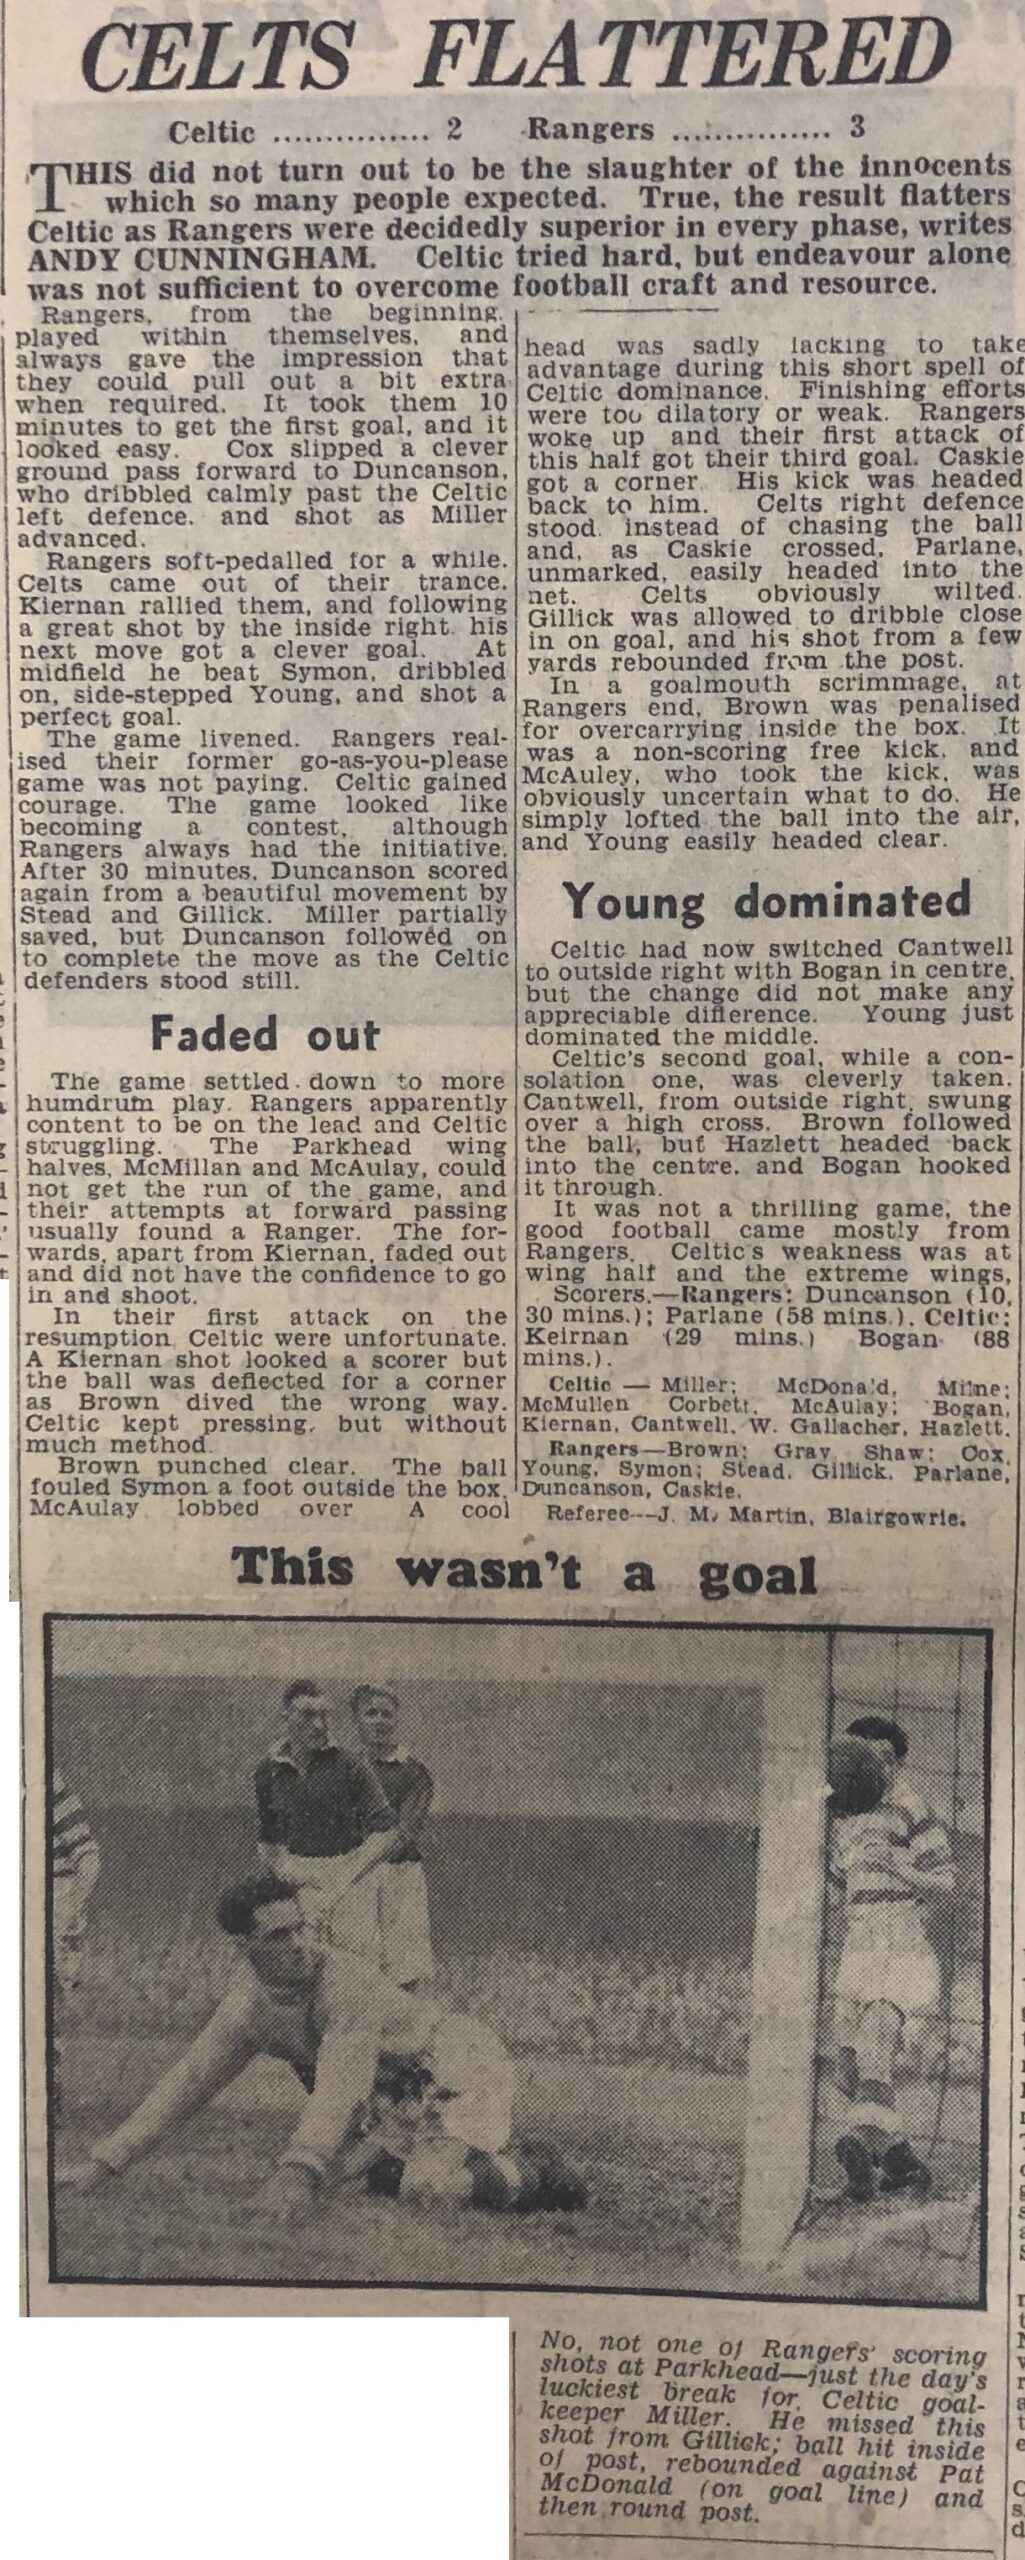 CELTS FLATTERED
Celtic ............... 2 Rangers ............... 3
THIS did not turn out to be the slaughter of the innocents
which so many people expected. True, the result flatters
Celtic as Rangers were decidedly superior in every phase, writes
ANDY CUNNINGHAM. Celtic tried hard, but endeavour alone
was not sufficient to overcome football craft and resource.
Rangers, from the beginning,
played within themselves, and
always gave the impression that
they could pull out a bit extra
when required. It took them 10
minutes to get the first goal, and it
looked easy. Cox slipped a clever
ground pass forward to Duncanson,
who dribbled calmly past the Celtic
left defence, and shot as Miller
advanced.
Rangers soft-pedalled for a while.
Celts came out of their trance.
Kiernan rallied them, and following
a great shot by the inside right, his
next move got a clever goal. At
midfield he beat Symon, dribbled
on, side-stepped Young, and shot a
perfect goal.
The game livened. Rangers real-
ised their former go-as-you-please
game was not paying. Celtic gained
courage. The game looked like
becoming a contest, although
Rangers always had the initiative.
After 30 minutes, Duncanson scored
again from a beautiful movement by
Stead and Gillick. Miller partially
saved, but Duncanson followed on
to complete the move as the Celtic
defenders stood still.
Faded out
The game settled down to more
humdrum play. Rangers apparently
content to be on the lead and Celtic
struggling. The Parkhead wing
halves, McMillan and McAulay, could
not get the run of the game, and
their attempts at forward passing
usually found a Ranger. The for-
wards, apart from Kiernan, faded out
and did not have the confidence to go
in and shoot.
In their first attack on the
resumption Celtic were unfortunate.
A Kiernan shot looked a scorer but
the ball was deflected for a corner
as Brown dived the wrong way.
Celtic kept pressing, but without
much method.
Brown punched clear. The ball
fouled Symon a foot outside the box.
McAulay lobbed over A cool
head was sadly lacking to take
advantage during this short spell of
Celtic dominance. Finishing efforts
were too dilatory or weak. Rangers
woke up and their first attack of
this half got their third goal. Caskie
got a corner. His kick was headed
back to him. Celts right defence
stood, instead of chasing the ball
and, as Caskie crossed, Parlane,
unmarked, easily headed into the
net. Celts obviously wilted.
Gillick was allowed to dribble close
in on goal, and his shot from a few
yards rebounded from the post.
In a goalmouth scrimmage, at
Rangers end, Brown was penalised
for overcarrying inside the box. It
was a non-scoring free kick, and
McAuley, who took the kick, was
obviously uncertain what to do. He
simply lofted the ball into the air,
and Young easily headed clear.
Young dominated
Celtic had now switched Cantwell
to outside right with Bogan in centre,
but the change did not make any
appreciable difference. Young just
dominated the middle.
Celtic's second goal, while a con-
solation one, was cleverly taken.
Cantwell, from outside right, swung
over a high cross. Brown followed
the ball, but Hazlett headed back
into the centre, and Bogan hooked
it through.
It was not a thrilling game, the
good football came mostly from
Rangers. Celtic's weakness was at
wing half and the extreme wings.
Scorers.—Rangers: Duncanson (10,
30 mins.); Parlane (58 mins.). Celtic:
Keirnan (29 mins.) Bogan (88
mins.).
Celtic — Miller; McDonald, Milne;
McMullen Corbett, McAulay; Bogan,
Kiernan, Cantwell, W. Gallacher, Hazlett.
Rangers—Brown; Gray, Shaw; Cox,
Young, Symon; Stead, Gillick, Parlane,
Duncanson, Caskie.
Referee—J. M. Martin, Blairgowrie.
This wasn't a goal
No, not one of Rangers' scoring
shots at Parkhead—just the day's
luckiest break for Celtic goal-
keeper Miller. He missed this
shot from Gillick; ball hit inside
of post, rebounded against Pat
McDonald (on goal line) and
then round post.